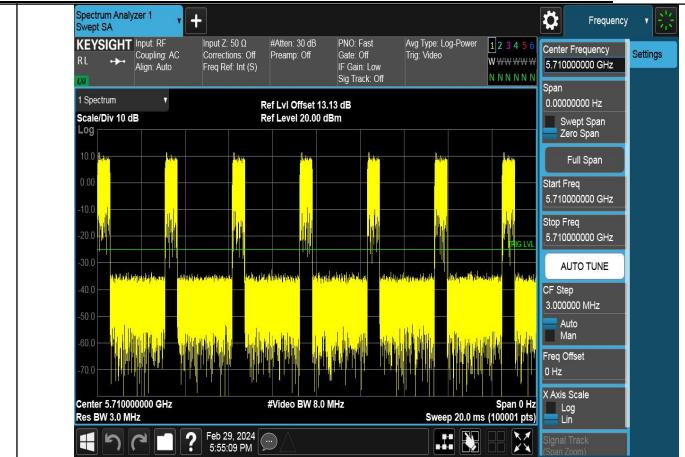 Spectrum Analyzer 1
Swept SA
+
Frequency
KEYSIGHT
RL
LW
Input: RF
Coupling: AC
Align: Auto
Input Z: 50 Ω
Corrections: Off
Freq Ref: Int (S)
#Atten: 30 dB
Preamp: Off
PNO: Fast
Gate: Off
IF Gain: Low
Sig Track: Off
Avg Type: Log-Power
Trig: Video
1 2 3 4 5 6
W W W W W W
N N N N N N
1 Spectrum
Scale/Div 10 dB
Log
Ref Lvl Offset 13.13 dB
Ref Level 20.00 dBm
10.0
0.00
-10.0
-20.0
-30.0
-40.0
-50.0
-60.0
-70.0
TRIG LVL
Center 5.710000000 GHz
Res BW 3.0 MHz
#Video BW 8.0 MHz
Span 0 Hz
Sweep 20.0 ms (100001 pts)
?
Feb 29, 2024
5:55:09 PM
Center Frequency
5.710000000 GHz
Span
0.00000000 Hz
Swept Span
Zero Span
Full Span
Start Freq
5.710000000 GHz
Stop Freq
5.710000000 GHz
AUTO TUNE
CF Step
3.000000 MHz
Auto
Man
Freq Offset
0 Hz
X Axis Scale
Log
Lin
Signal Track
(Span Zoom)
Settings